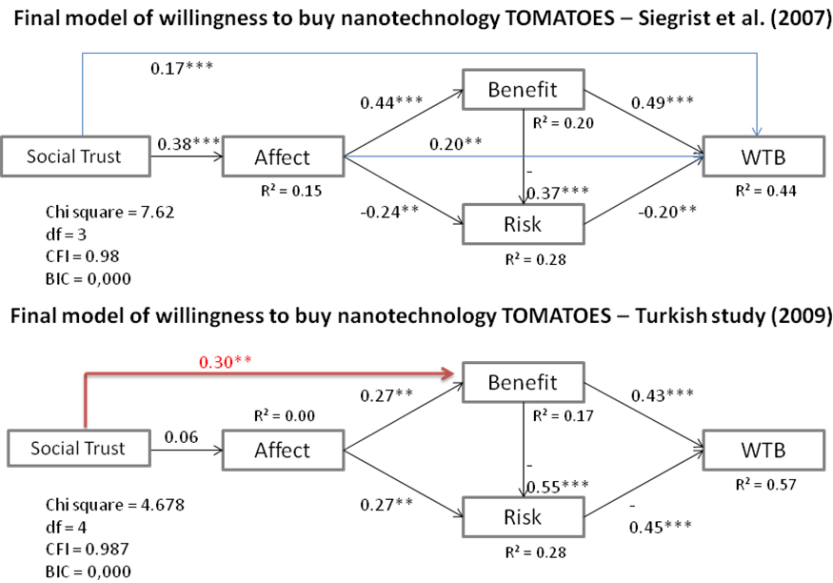 Final model of willingness to buy nanotechnology TOMATOES – Siegrist et al. (2007)
0.17***
Benefit
0.44***
0.49***
R² = 0.20
0.38***
0.20**
Social Trust
Affect
WTB
R² = 0.15
R² = 0.44
-
0.37***
Chi square = 7.62
-0.24**
Risk
-0.20**
df = 3
CFI = 0.98
R² = 0.28
BIC = 0,000
Final model of willingness to buy nanotechnology TOMATOES – Turkish study (2009)
0.30**
Benefit
0.27**
0.43***
R² = 0.00
R² = 0.17
0.06
Social Trust
Affect
WTB
-
0.55***
R² = 0.57
Chi square = 4.678
0.27**
Risk
-
0.45***
df = 4
CFI = 0.987
R² = 0.28
BIC = 0,000